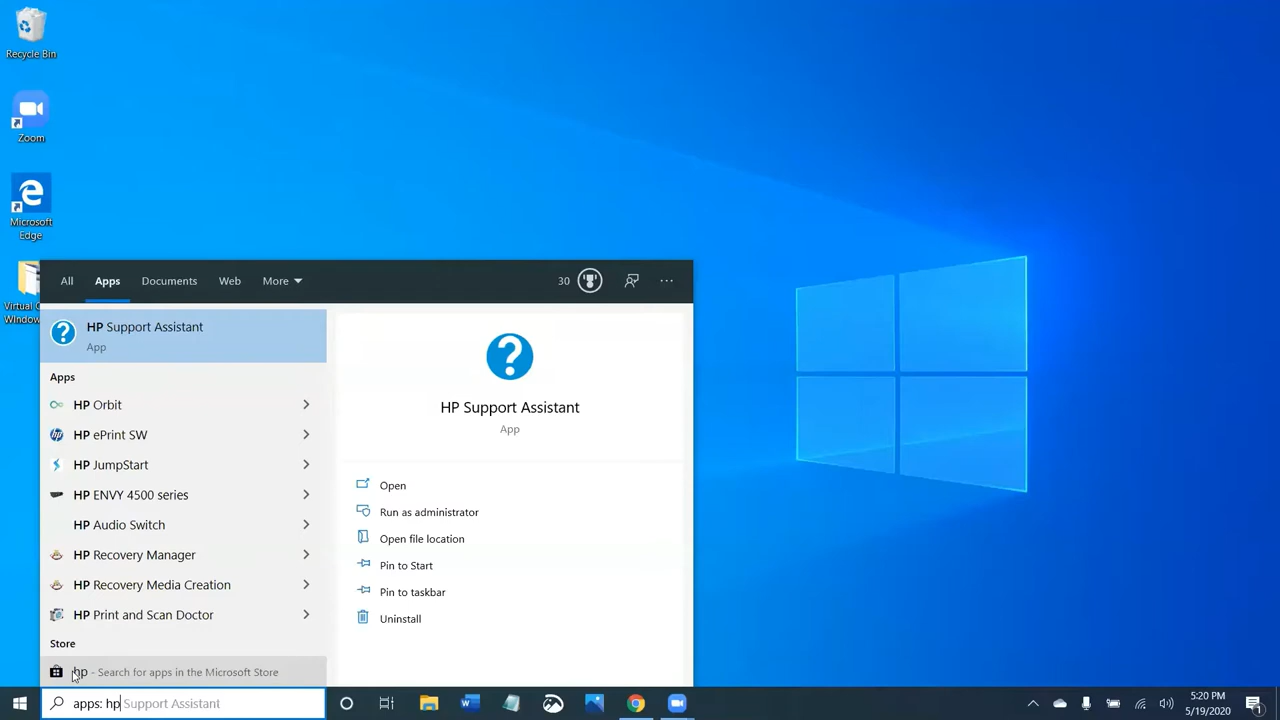 Recycle Bin
Zoom
Microsoft
Edge
All
Apps
Documents
Web
More
30
HP Support Assistant
App
Apps
HP Orbit
HP ePrint SW
HP JumpStart
HP ENVY 4500 series
HP Audio Switch
HP Recovery Manager
HP Recovery Media Creation
HP Print and Scan Doctor
Store
hp - Search for apps in the Microsoft Store
HP Support Assistant
App
Open
Run as administrator
Open file location
Pin to Start
Pin to taskbar
Uninstall
Virtual
Window
apps: hp Support Assistant
5:20 PM
5/19/2020